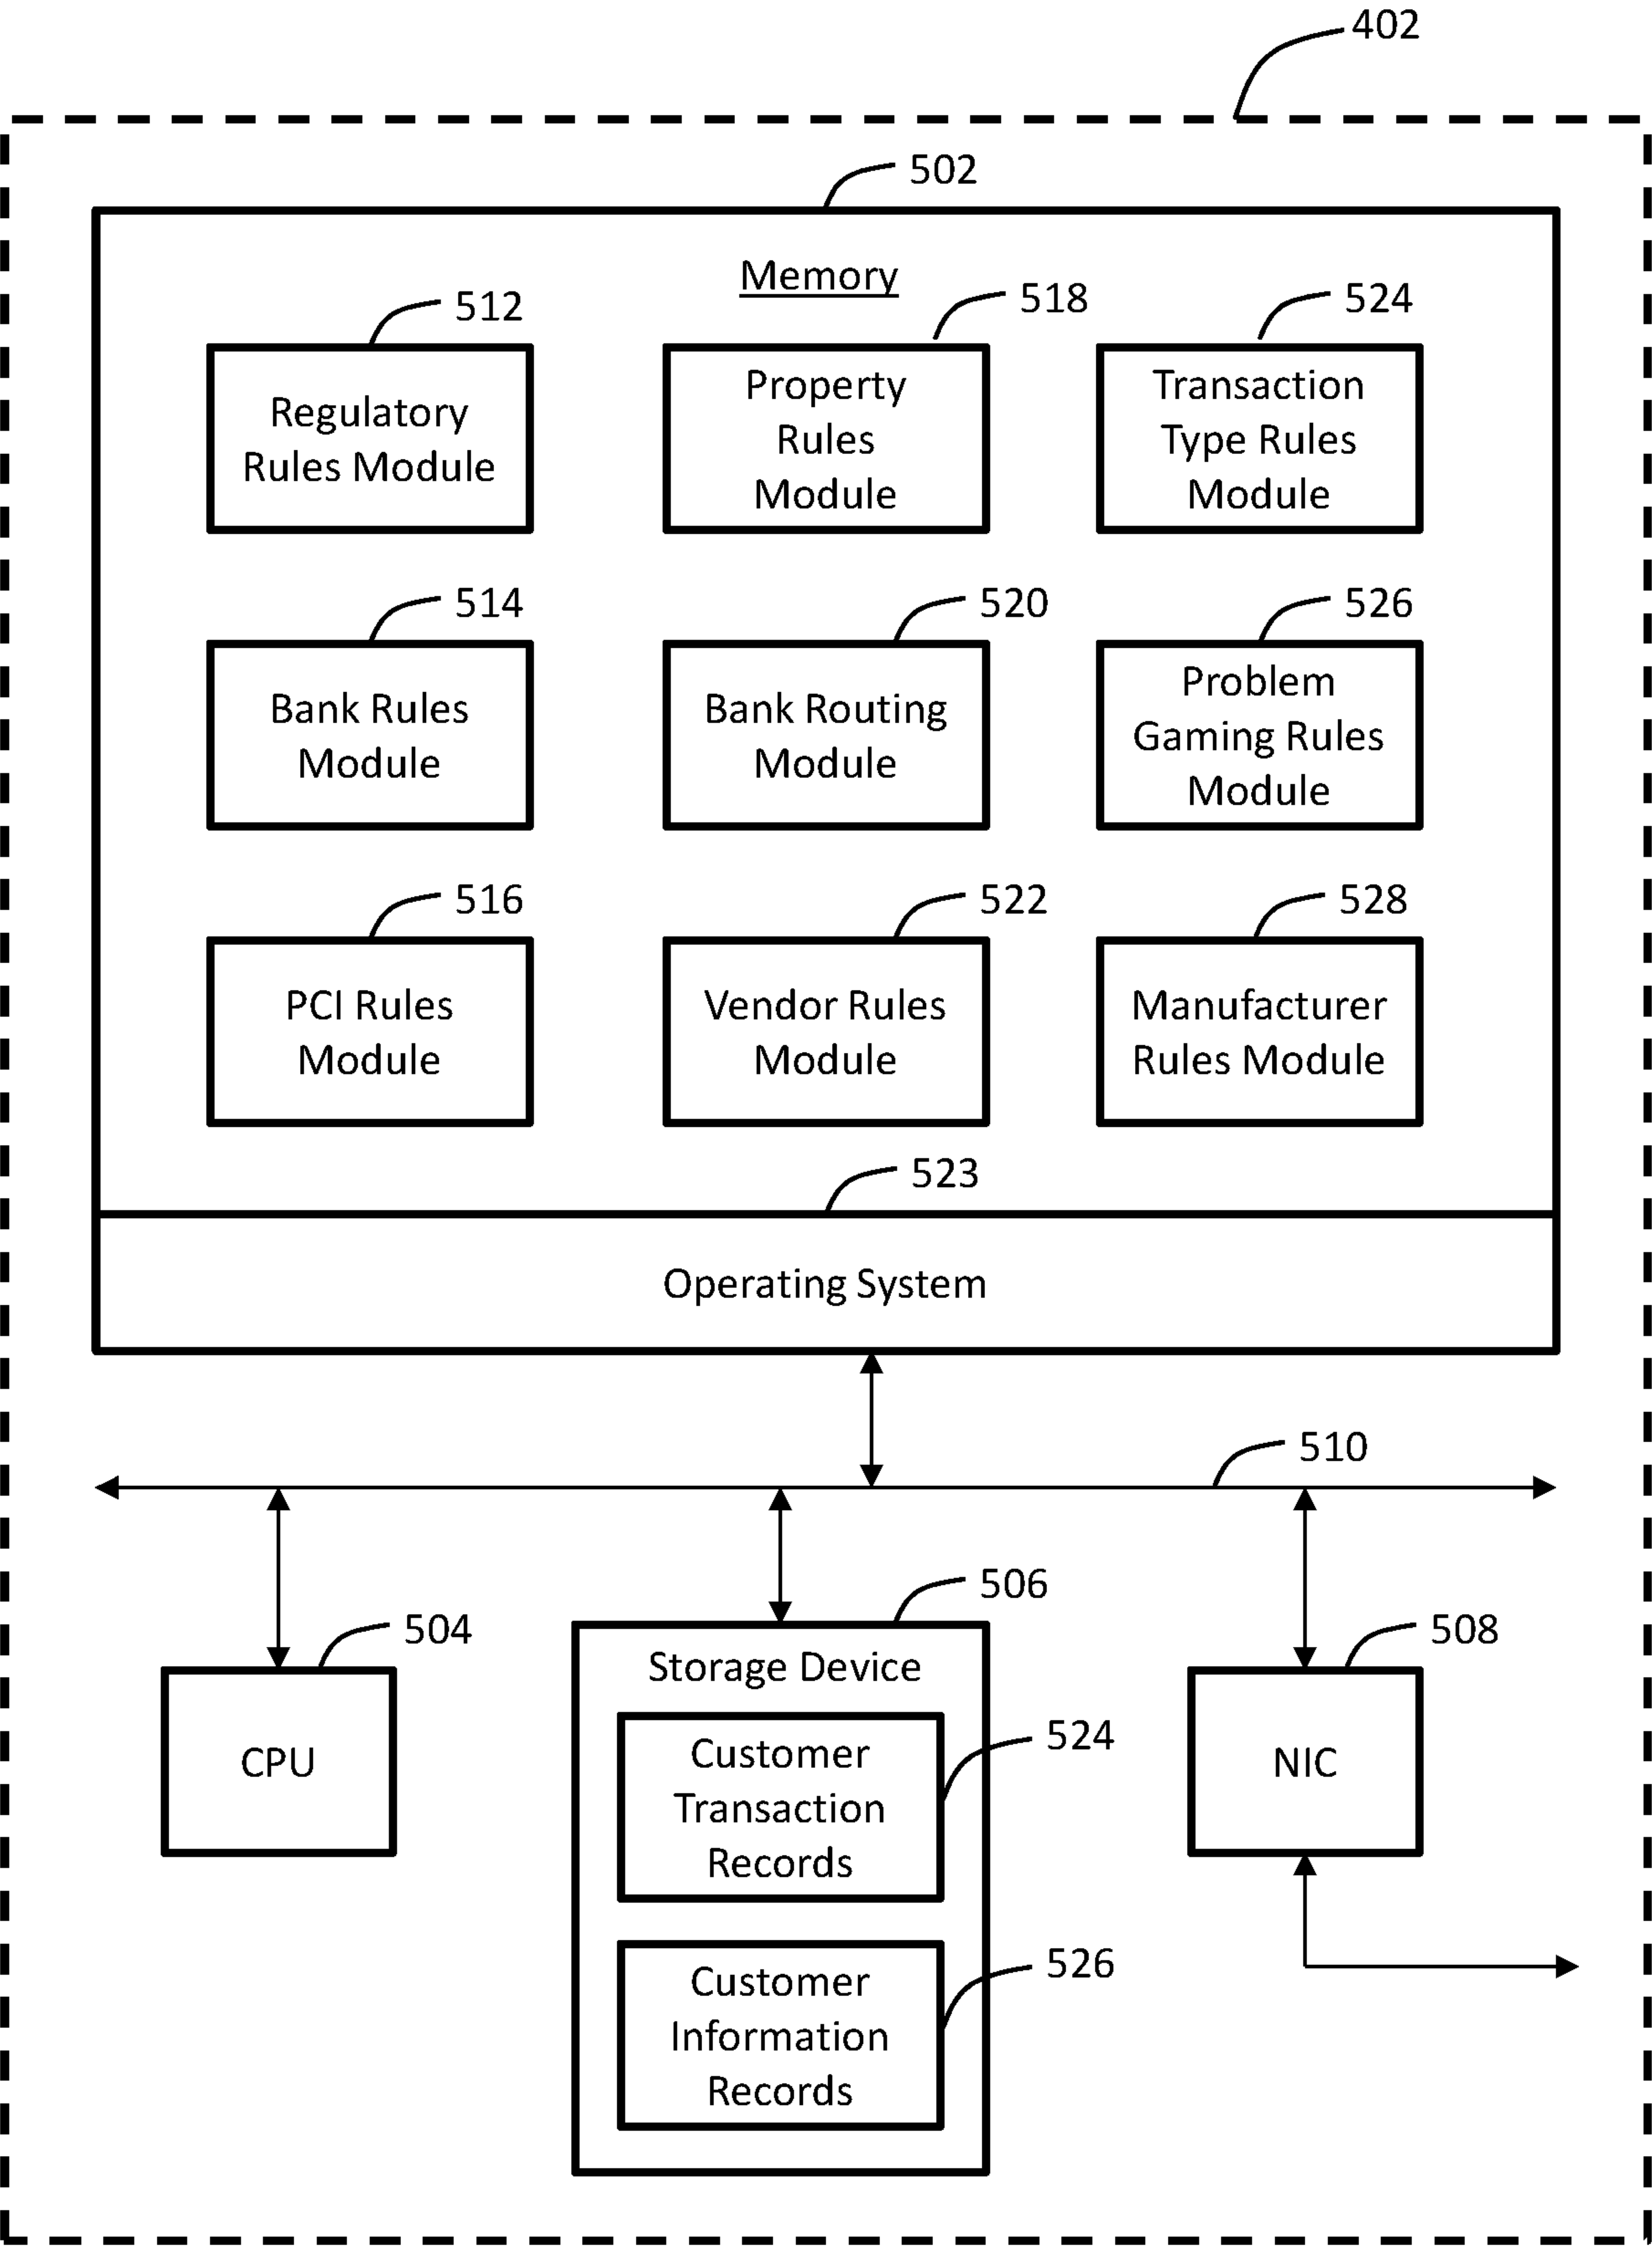 402
502
Memory
512
518
524
Regulatory
Rules Module
Property
Rules
Module
Transaction
Type Rules
Module
514
520
526
Bank Rules
Module
Bank Routing
Module
Problem
Gaming Rules
Module
516
522
528
PCI Rules
Module
Vendor Rules
Module
Manufacturer
Rules Module
523
Operating System
510
504
506
508
CPU
Storage Device
Customer
Transaction
Records
524
Customer
Information
Records
526
NIC